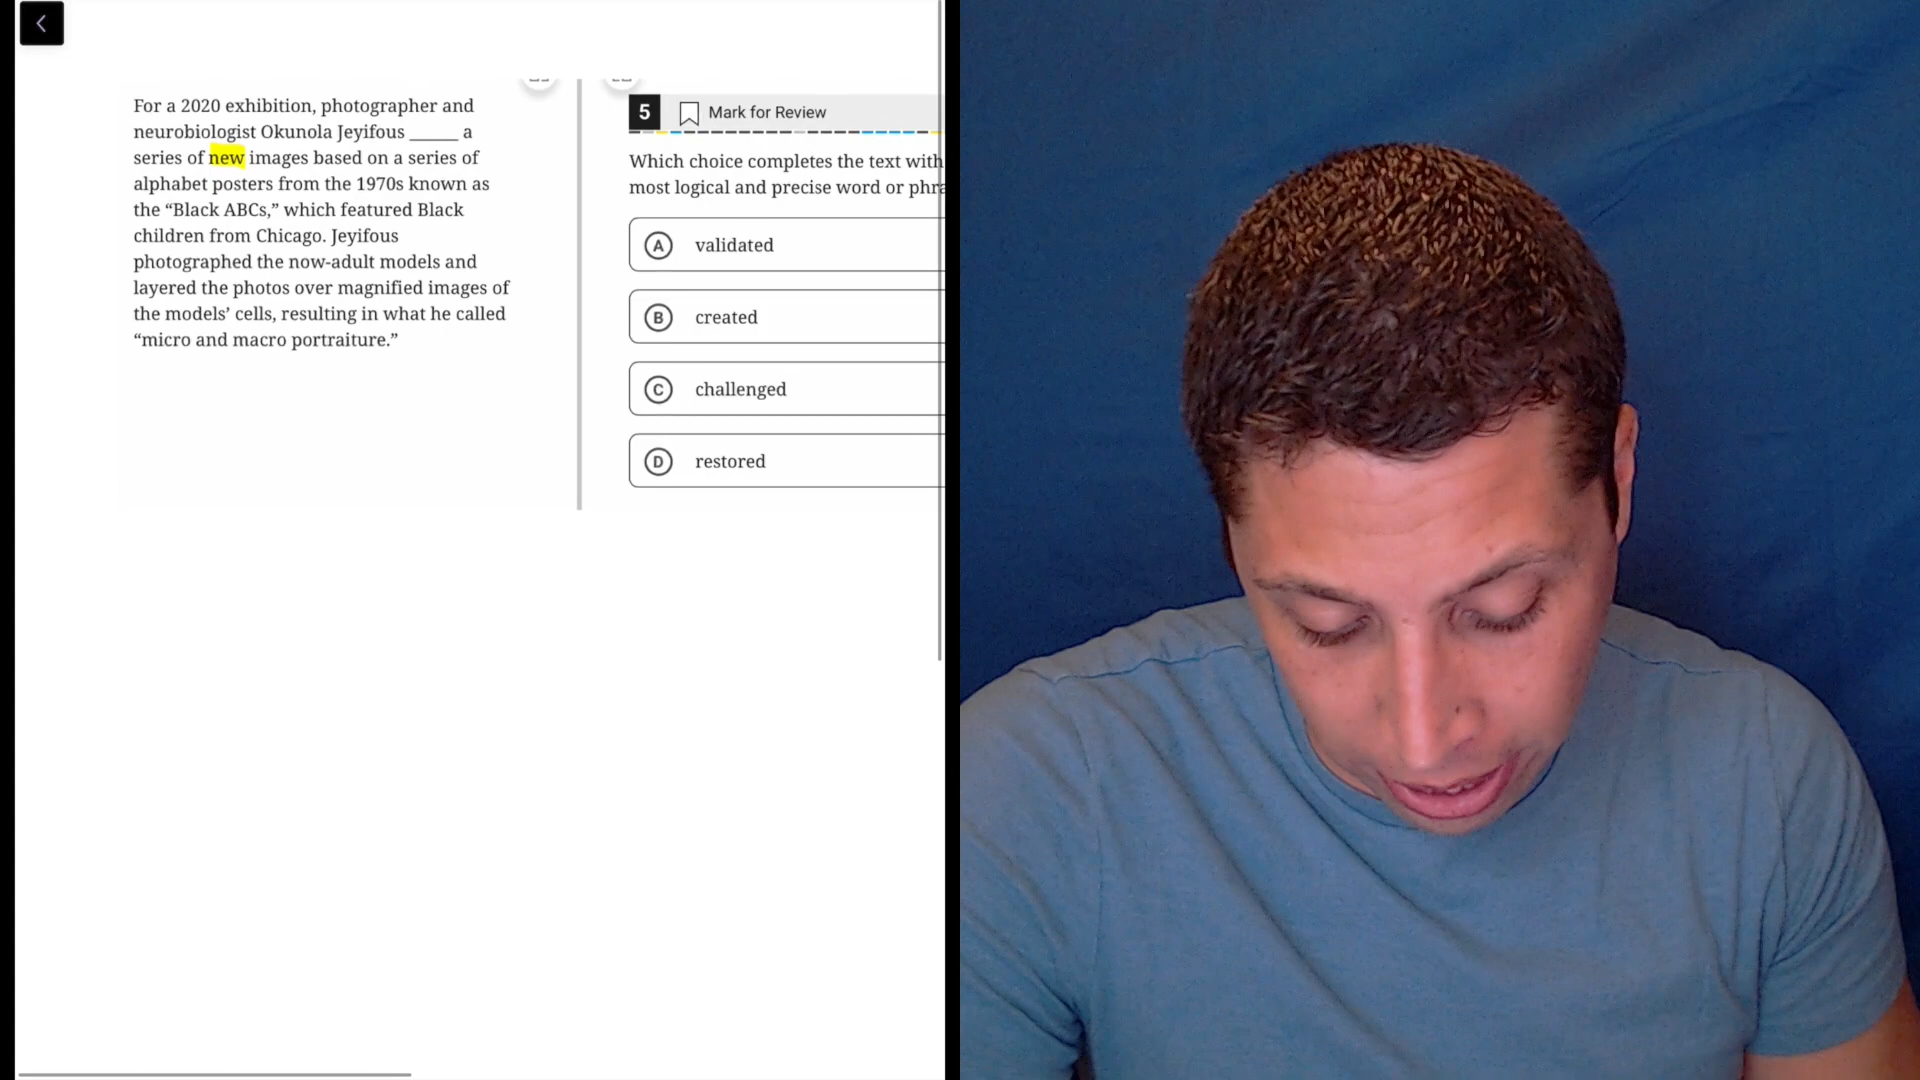 For a 2020 exhibition, photographer and
neurobiologist Okunola Jeyifous _____ a
series of new images based on a series of
alphabet posters from the 1970s known as
the “Black ABCs,” which featured Black
children from Chicago. Jeyifous
photographed the now-adult models and
layered the photos over magnified images of
the models’ cells, resulting in what he called
“micro and macro portraiture.”
5 Mark for Review
Which choice completes the text with
most logical and precise word or
A validated
B created
C challenged
D restored